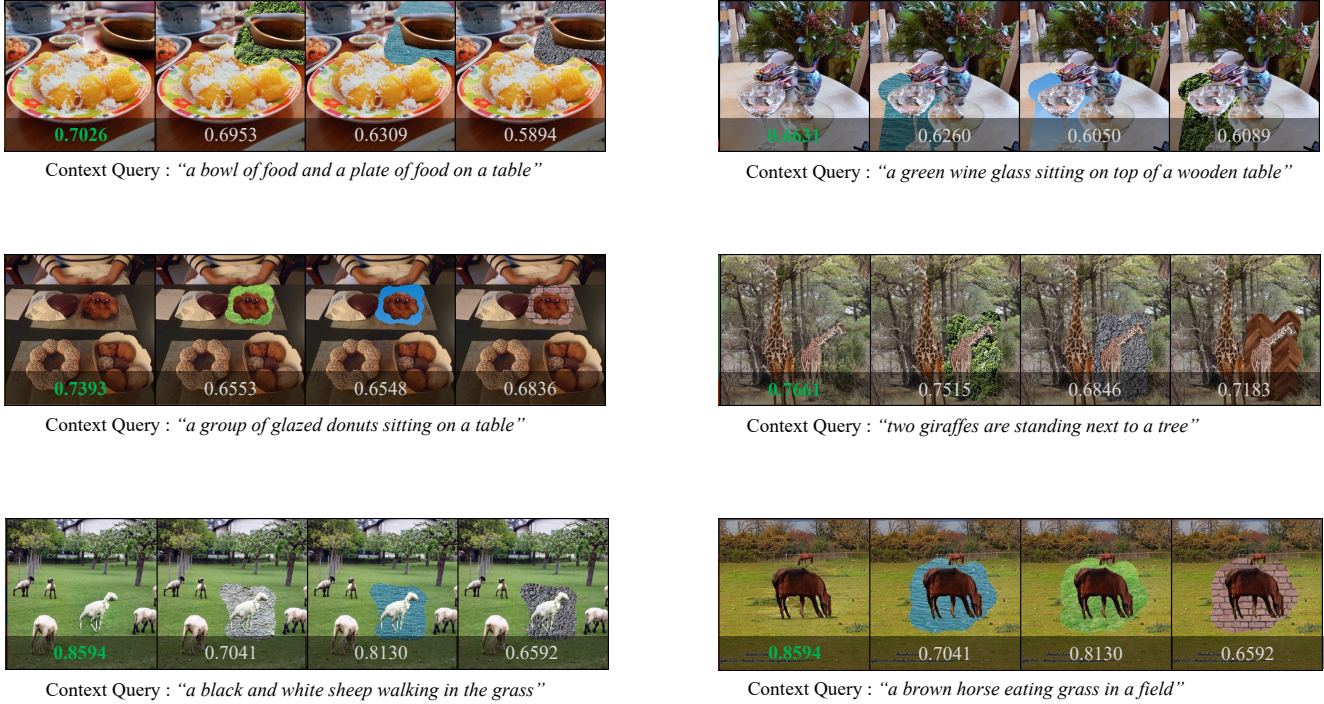 0.7026 0.6953 0.6309 0.5894
Context Query : “a bowl of food and a plate of food on a table”
0.6631 0.6260 0.6050 0.6089
Context Query : “a green wine glass sitting on top of a wooden table”
0.7393 0.6553 0.6548 0.6836
Context Query : “a group of glazed donuts sitting on a table”
0.7661 0.7515 0.6846 0.7183
Context Query : “two giraffes are standing next to a tree”
0.8594 0.7041 0.8130 0.6592
Context Query : “a black and white sheep walking in the grass”
0.8594 0.7041 0.8130 0.6592
Context Query : “a brown horse eating grass in a field”